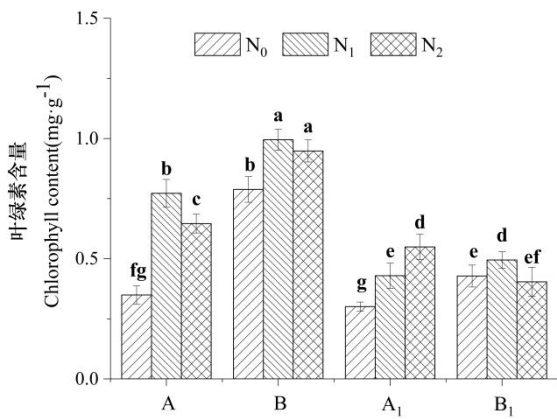 1.5
N₀ N₁ N₂
a
a
b
b
1.0
c
d
d
e
e
ef
0.5
fg
g
0.0
A B A₁ B₁
叶绿素含量
Chlorophyll content(mg·g⁻¹)